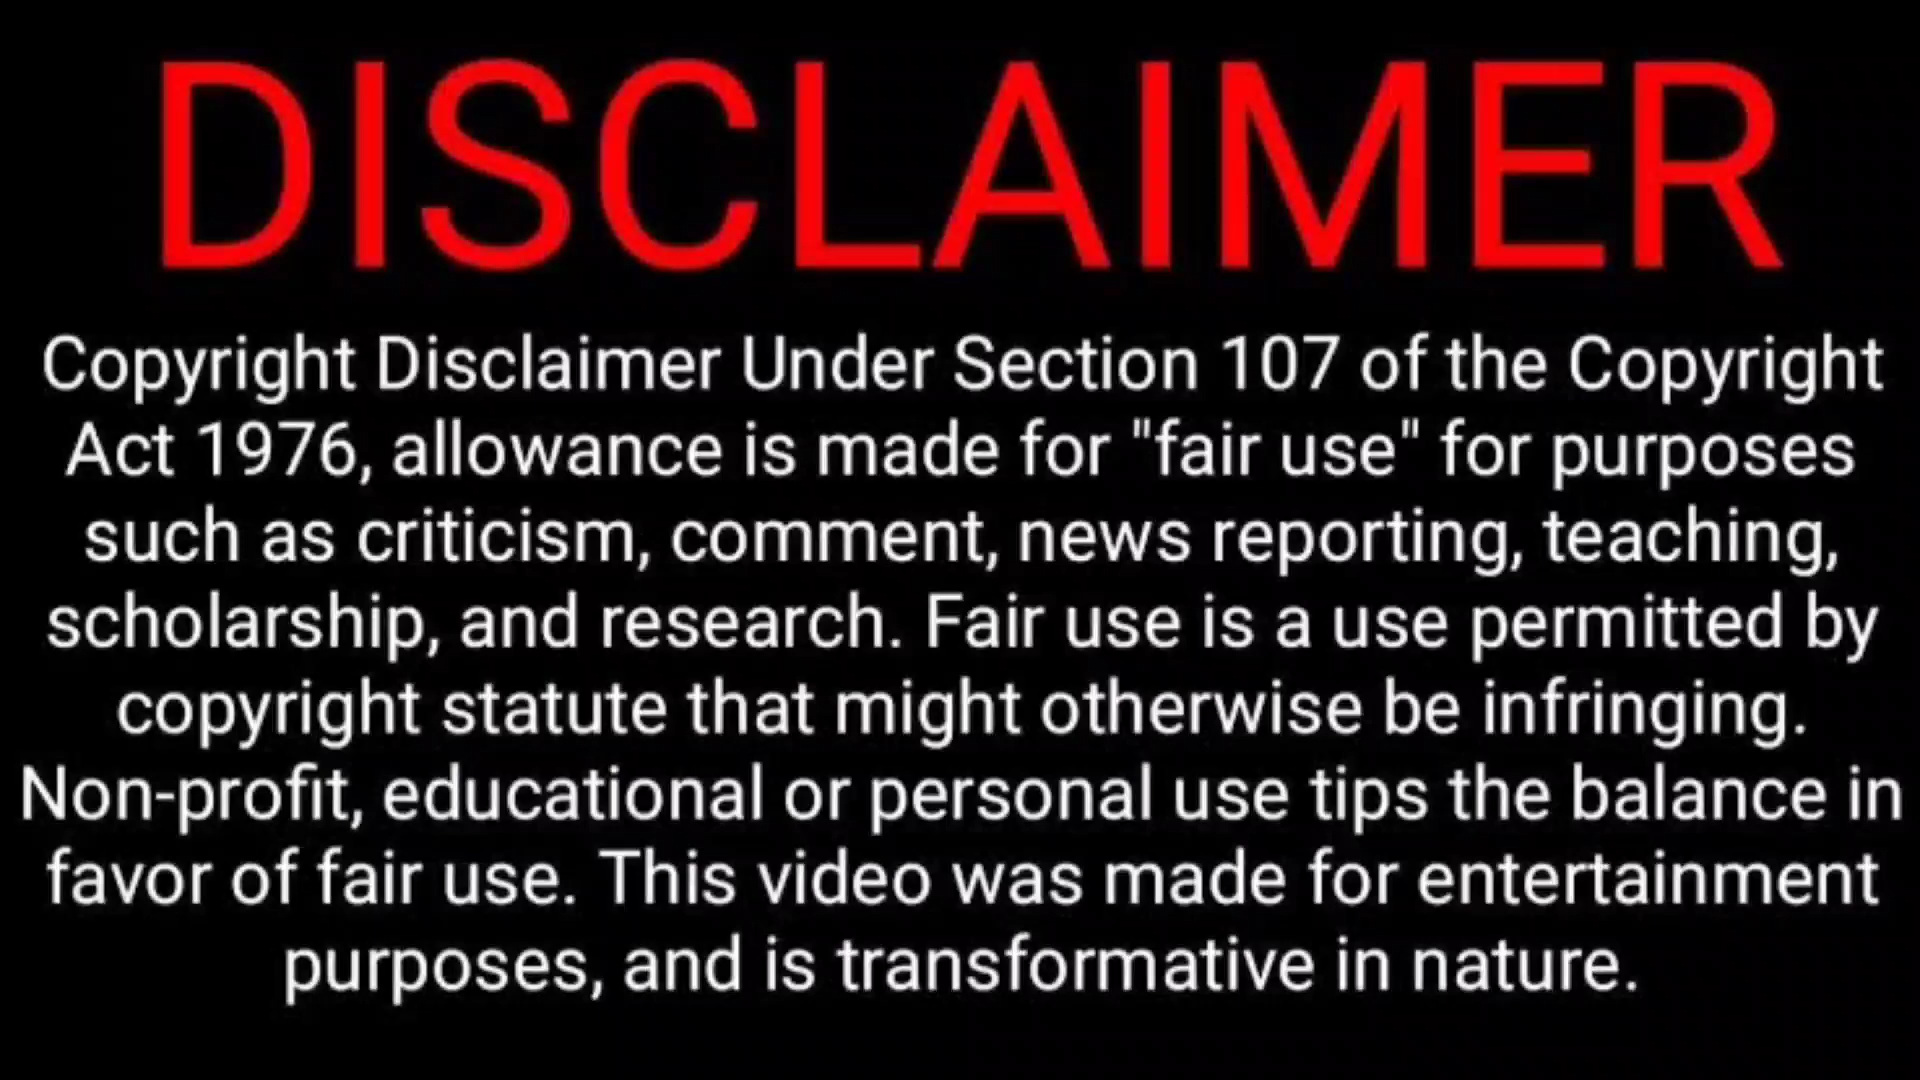 DISCLAIMER
Copyright Disclaimer Under Section 107 of the Copyright
Act 1976, allowance is made for "fair use" for purposes
such as criticism, comment, news reporting, teaching,
scholarship, and research. Fair use is a use permitted by
copyright statute that might otherwise be infringing.
Non-profit, educational or personal use tips the balance in
favor of fair use. This video was made for entertainment
purposes, and is transformative in nature.